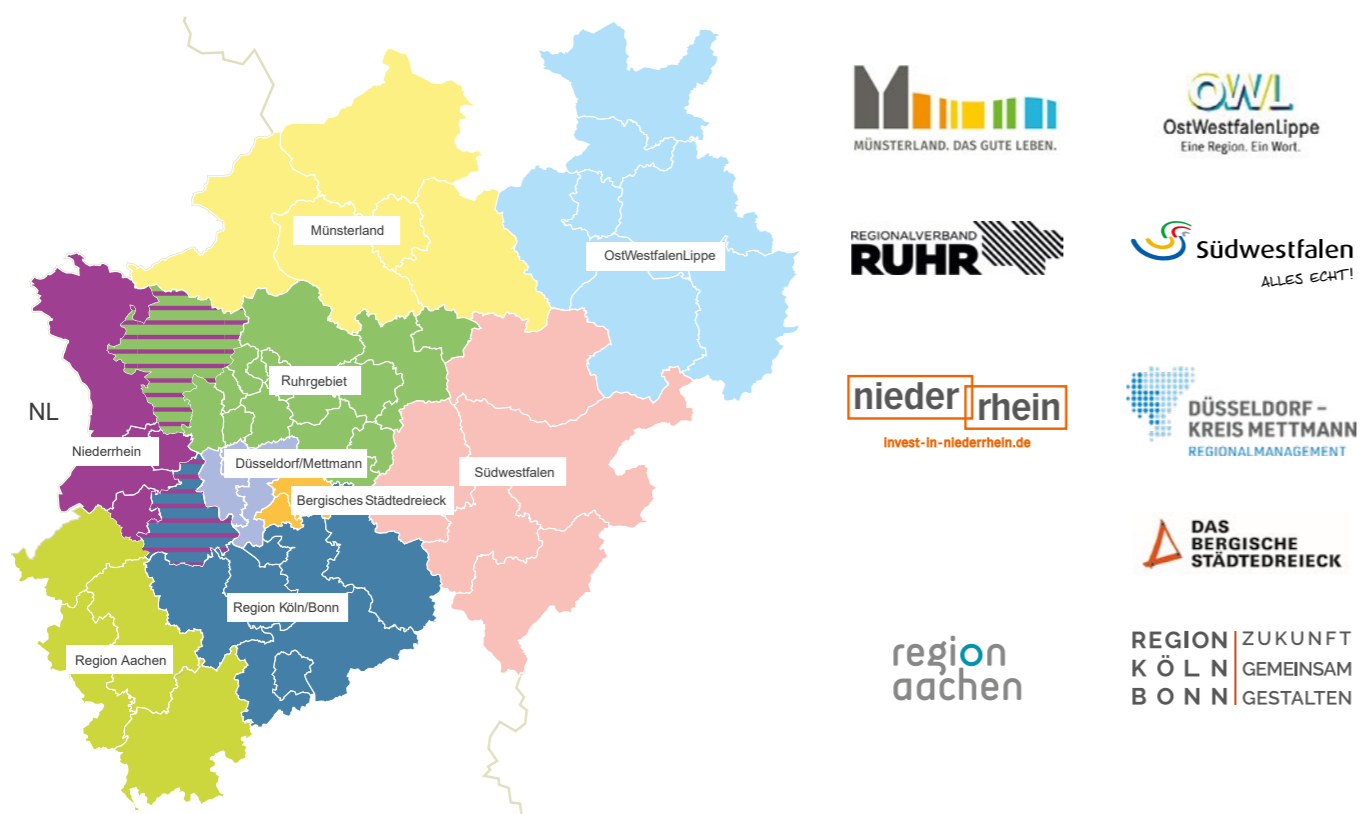 Münsterland
OstWestfalenLippe
Ruhrgebiet
NL
Niederrhein
Düsseldorf/Mettmann
Südwestfalen
Bergisches Städtedreieck
Region Köln/Bonn
Region Aachen
MÜNSTERLAND. DAS GUTE LEBEN.
OWL
OstWestfalenLippe
Eine Region. Ein Wort.
REGIONALVERBAND
RUHR
Südwestfalen
ALLES ECHT!
nieder rhein
invest-in-niederrhein.de
DÜSSELDORF –
KREIS METTMANN
REGIONALMANAGEMENT
DAS
BERGISCHE
STÄDTEDREIECK
region
aachen
REGION ZUKUNFT
KÖLN GEMEINSAM
BONN GESTALTEN